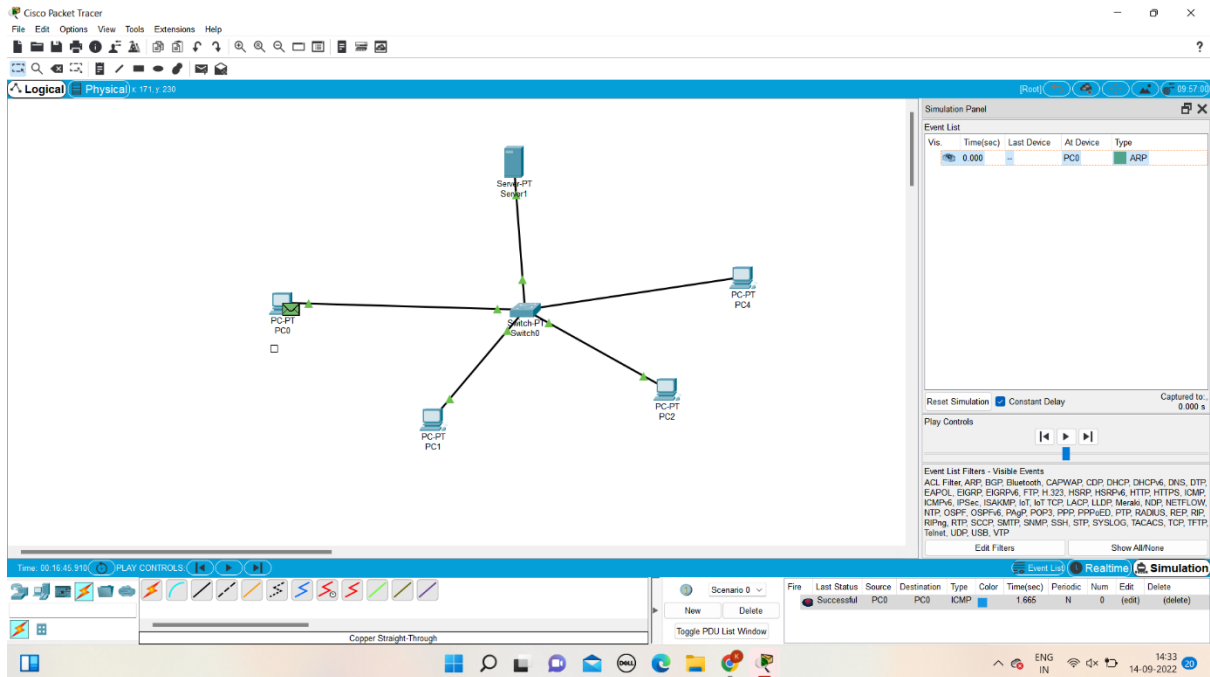 Cisco Packet Tracer
File Edit Options View Tools Extensions Help
?
Logical Physical x: 171, y: 230 [Root] 09:57:00
Server-PT
Server1
PC-PT
PC0
Switch-PT
Switch0
PC-PT
PC4
PC-PT
PC2
PC-PT
PC1
Simulation Panel
Event List
Vis. Time(sec) Last Device At Device Type
0.000 -- PC0 ARP
Reset Simulation Constant Delay Captured to:
0.000 s
Play Controls
Event List Filters - Visible Events
ACL Filter, ARP, BGP, Bluetooth, CAPWAP, CDP, DHCP, DHCPv6, DNS, DTP,
EAPOL, EIGRP, EIGRPv6, FTP, H.323, HSRP, HSRPv6, HTTP, HTTPS, ICMP,
ICMPv6, IPSec, ISAKMP, IoT, IoT TCP, LACP, LLDP, Meraki, NDP, NETFLOW,
NTP, OSPF, OSPFv6, PAgP, POP3, PPP, PPPoED, PTP, RADIUS, REP, RIP,
RIPng, RTP, SCCP, SMTP, SNMP, SSH, STP, SYSLOG, TACACS, TCP, TFTP,
Telnet, UDP, USB, VTP
Edit Filters Show All/None
Time: 00:16:45.910 PLAY CONTROLS: Event List Realtime Simulation
Copper Straight-Through
Scenario 0
New Delete
Toggle PDU List Window
Fire Last Status Source Destination Type Color Time(sec) Periodic Num Edit Delete
Successful PC0 PC0 ICMP 1.665 N 0 (edit) (delete)
DELL
ENG
IN
14:33
14-09-2022
20